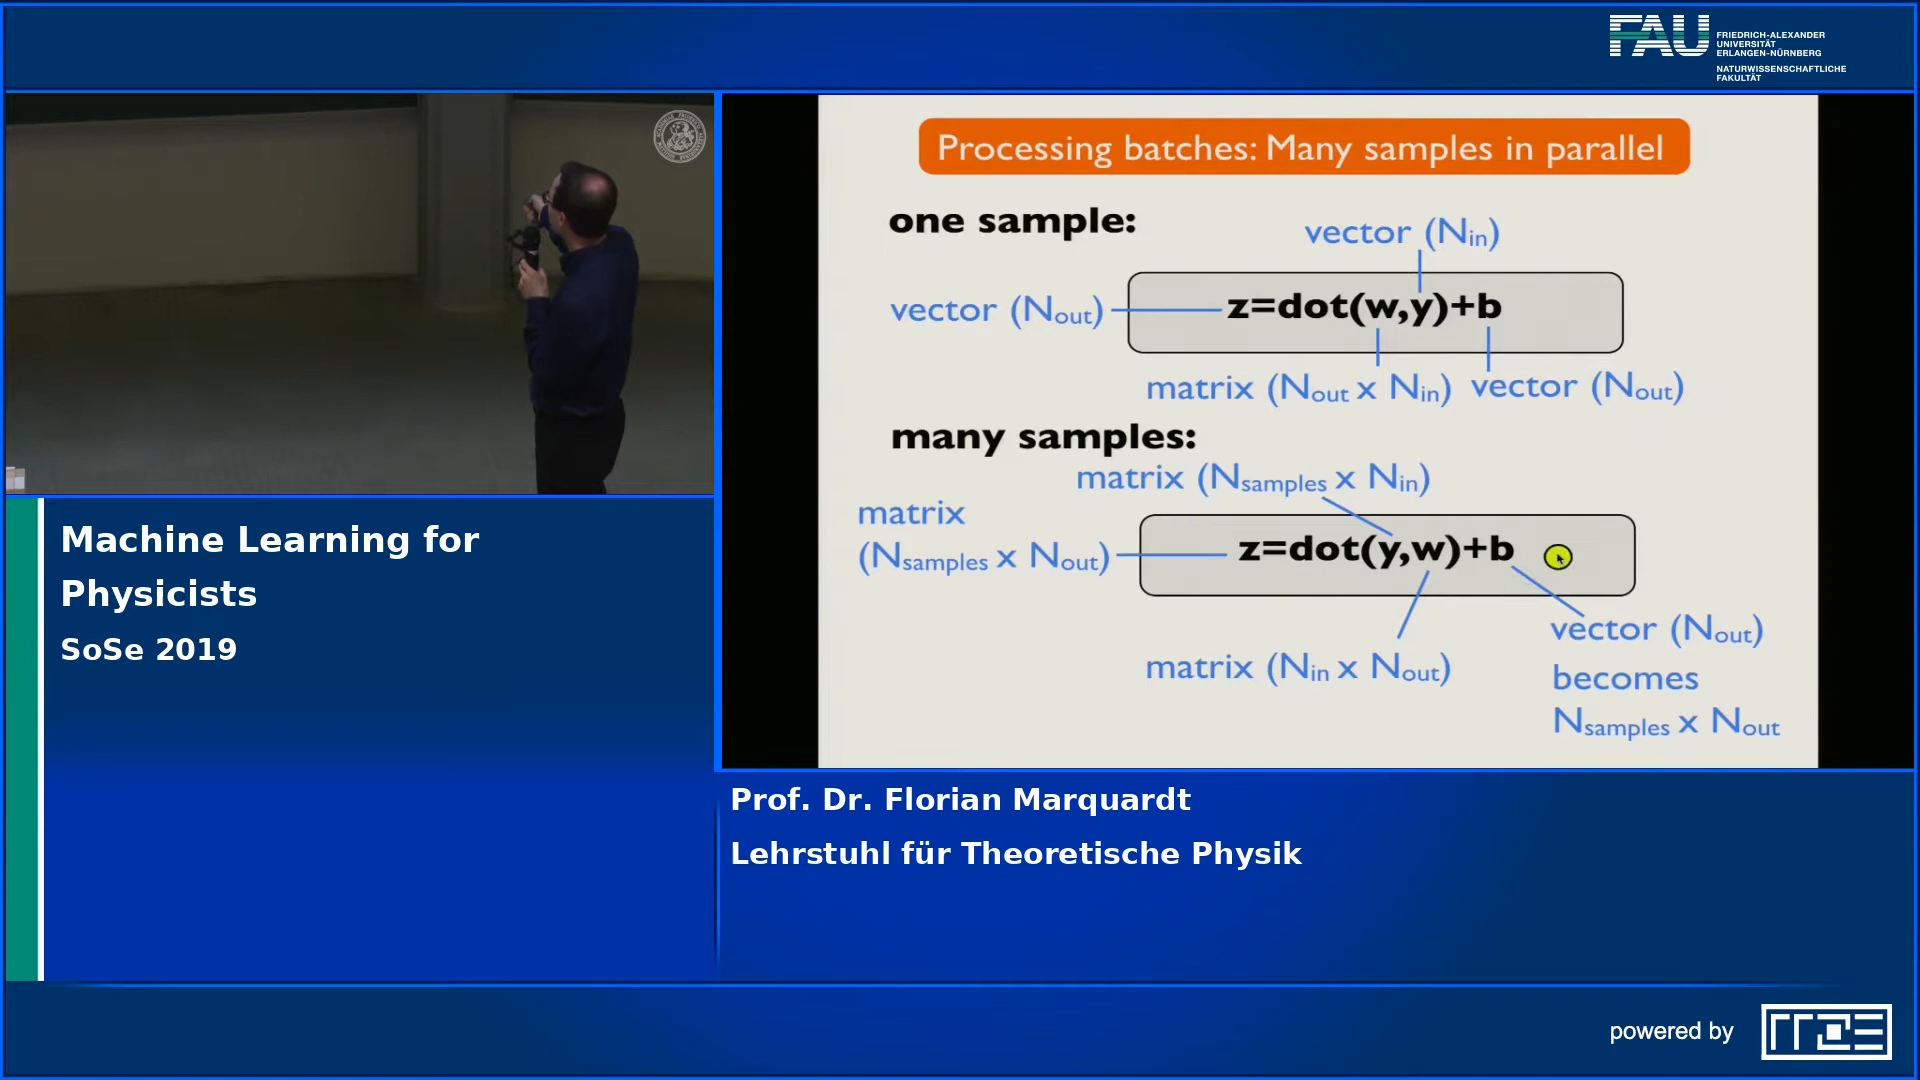 FAU
FRIEDRICH-ALEXANDER
UNIVERSITÄT
ERLANGEN-NÜRNBERG
NATURWISSENSCHAFTLICHE
FAKULTÄT
Processing batches: Many samples in parallel
one sample:
vector (Nin)
vector (Nout)
z=dot(w,y)+b
matrix (Nout x Nin)
vector (Nout)
many samples:
matrix (Nsamples x Nin)
matrix
(Nsamples x Nout)
z=dot(y,w)+b
matrix (Nin x Nout)
vector (Nout)
becomes
Nsamples x Nout
Machine Learning for
Physicists
SoSe 2019
Prof. Dr. Florian Marquardt
Lehrstuhl für Theoretische Physik
powered by